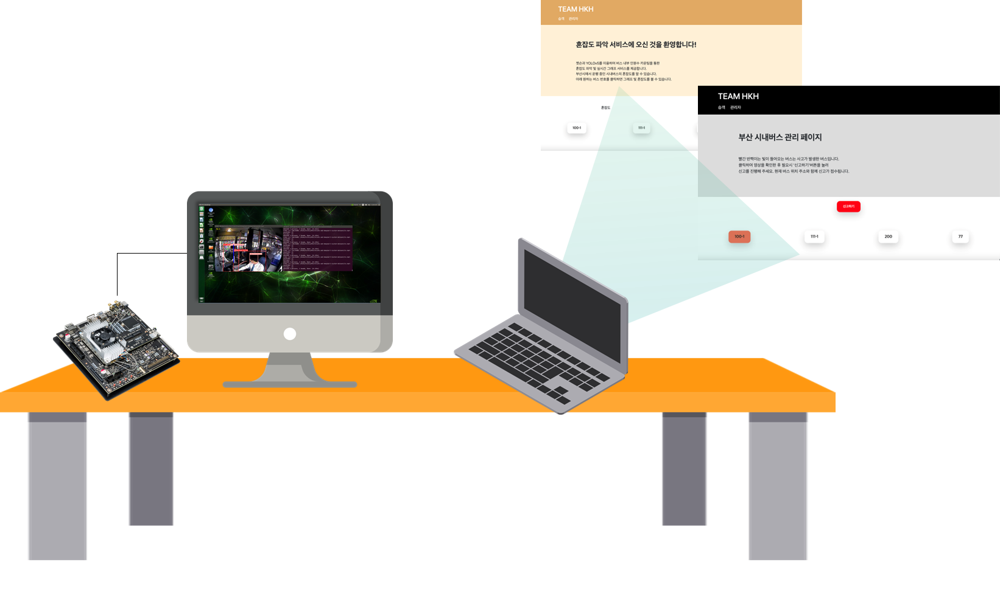 TEAM HKH
승객 관리자
혼잡도 파악 서비스에 오신 것을 환영합니다!
젯슨과 YOLOv5를 이용하여 버스 내부 인원수 카운팅을 통한
혼잡도 파악 및 실시간 그래프 서비스를 제공합니다.
부산시에서 운행 중인 시내버스의 혼잡도를 알 수 있습니다.
아래 원하는 버스 번호를 클릭하면 그래프 및 혼잡도를 볼 수 있습니다.
혼잡도
100-1
111-1
TEAM HKH
승객 관리자
부산 시내버스 관리 페이지
빨간 반짝이는 빛이 들어오는 버스는 사고가 발생한 버스입니다.
클릭하여 영상을 확인한 후 필요시 '신고하기'버튼을 눌러
신고를 진행해 주세요. 현재 버스 위치 주소와 함께 신고가 접수됩니다.
신고하기
100-1
111-1
200
77